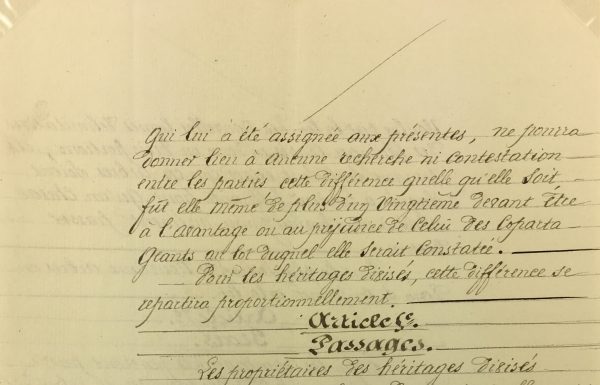 qui lui a été assignée aux présentes, ne pourra
donner lieu à aucune recherche ni contestation
entre les parties cette différence quelle qu'elle soit
fut elle même de plus d'un vingtième devant être
à l'avantage ou au préjudice de celui des coparta
geants au lot duquel elle serait constatée.
Pour les héritages divisés, cette différence se
répartira proportionnellement.
Article
Passages.
Les propriétaires des héritages divisés